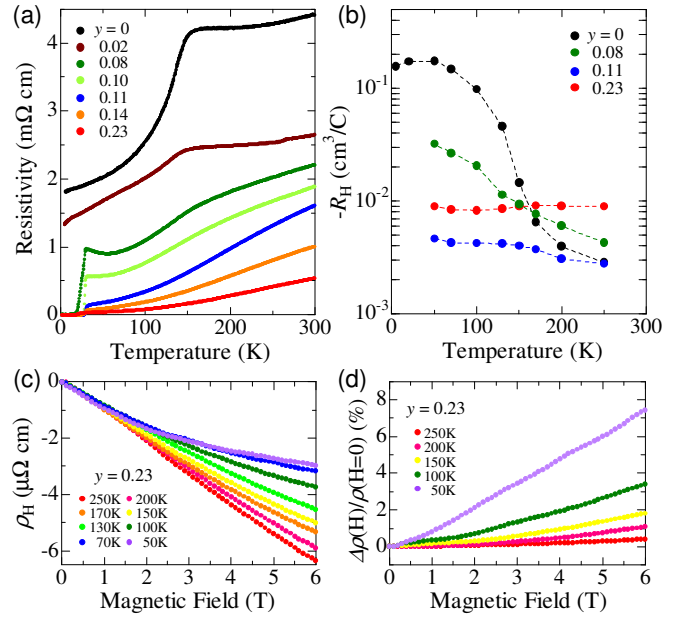 (a)
y = 0
0.02
0.08
0.10
0.11
0.14
0.23
Resistivity (mΩ cm)
4
2
0
0
100
200
300
Temperature (K)
(b)
0.08
0.11
0.23
y = 0
-R_H (cm³/C)
10⁻¹
10⁻²
10⁻³
0
50
100
150
200
250
300
Temperature (K)
(c)
y = 0.23
250K
200K
170K
150K
130K
100K
70K
50K
ρ_H (μΩ cm)
0
-2
-4
-6
0
1
2
3
4
5
6
Magnetic Field (T)
(d)
y = 0.23
250K
200K
150K
100K
50K
Δρ(H)/ρ(H=0) (%)
8
6
4
2
0
0
1
2
3
4
5
6
Magnetic Field (T)